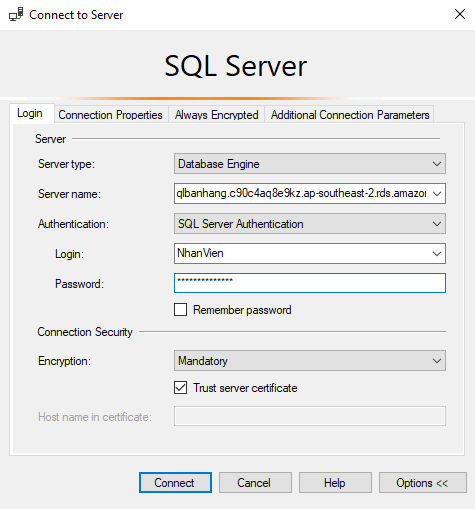 Connect to Server
SQL Server
Login Connection Properties Always Encrypted Additional Connection Parameters
Server
Server type: Database Engine
Server name: qlbanhang.c90c4aq8e9kz.ap-southeast-2.rds.amazon
Authentication: SQL Server Authentication
Login: NhanVien
Password: **************
Remember password
Connection Security
Encryption: Mandatory
Trust server certificate
Host name in certificate:
Connect Cancel Help Options <<